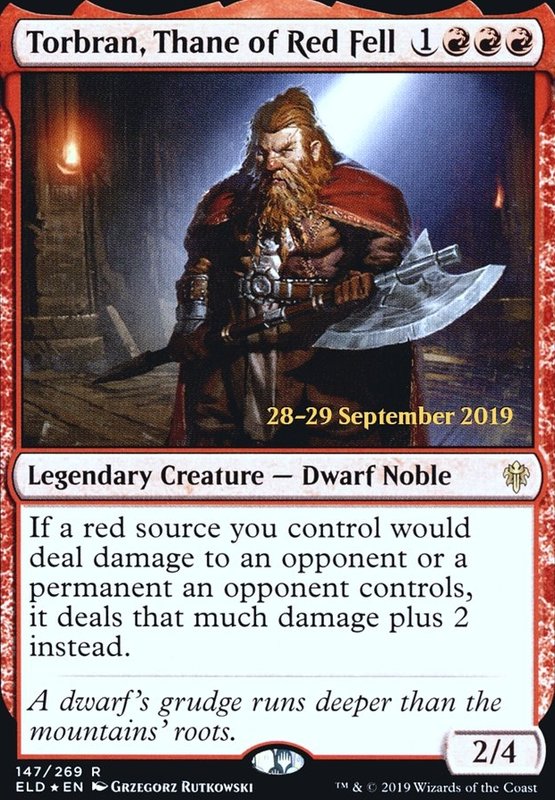 Torbran, Thane of Red Fell 1
28–29 September 2019
Legendary Creature — Dwarf Noble
If a red source you control would
deal damage to an opponent or a
permanent an opponent controls,
it deals that much damage plus 2
instead.
A dwarf's grudge runs deeper than the
mountains' roots.
2/4
147/269 R
ELD ★ EN Grzegorz Rutkowski
™ & © 2019 Wizards of the Coast